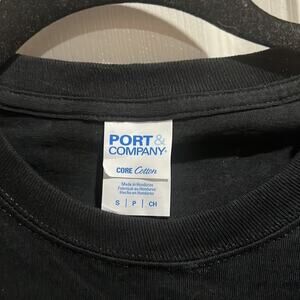 PORT&
COMPANY®
CORE Cotton
Made in Honduras
Fabriqué au Honduras
Hecho en Honduras
S | P | CH